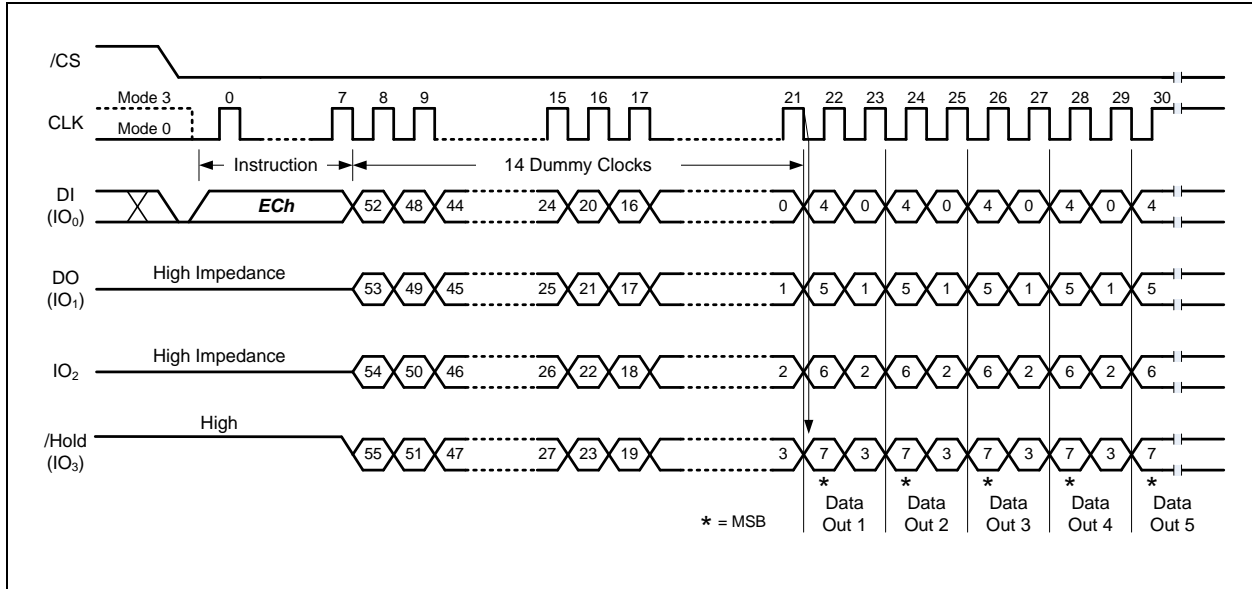 /CS
Mode 3 0 7 8 9 15 16 17 21 22 23 24 25 26 27 28 29 30
CLK
Mode 0
Instruction 14 Dummy Clocks
DI
(IO0)
ECh 52 48 44 24 20 16 0 4 0 4 0 4 0 4 0 4
High Impedance
DO
(IO1)
53 49 45 25 21 17 1 5 1 5 1 5 1 5 1 5
High Impedance
IO2
54 50 46 26 22 18 2 6 2 6 2 6 2 6 2 6
High
/Hold
(IO3)
55 51 47 27 23 19 3 7 3 7 3 7 3 7 3 7
* * * * *
* = MSB
Data Out 1
Data Out 2
Data Out 3
Data Out 4
Data Out 5